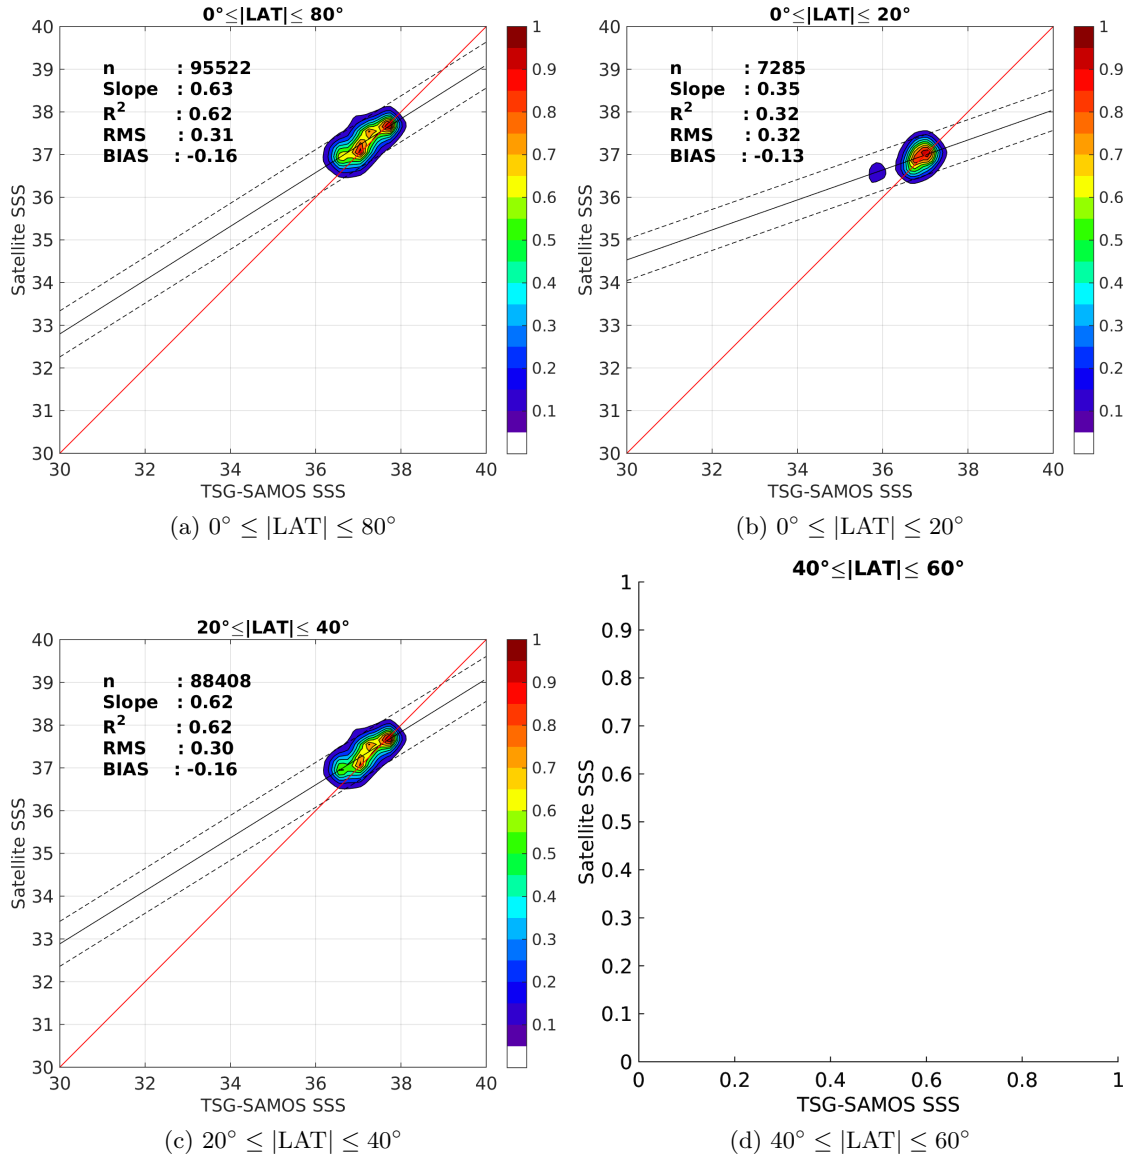 0°≤|LAT|≤ 80°
40
39
38
37
36
35
34
33
32
31
30
Satellite SSS
n : 95522
Slope : 0.63
R² : 0.62
RMS : 0.31
BIAS : -0.16
30 32 34 36 38 40
TSG-SAMOS SSS
1
0.9
0.8
0.7
0.6
0.5
0.4
0.3
0.2
0.1
(a) 0° ≤ |LAT| ≤ 80°
0°≤|LAT|≤ 20°
40
39
38
37
36
35
34
33
32
31
30
Satellite SSS
n : 7285
Slope : 0.35
R² : 0.32
RMS : 0.32
BIAS : -0.13
30 32 34 36 38 40
TSG-SAMOS SSS
1
0.9
0.8
0.7
0.6
0.5
0.4
0.3
0.2
0.1
(b) 0° ≤ |LAT| ≤ 20°
20°≤|LAT|≤ 40°
40
39
38
37
36
35
34
33
32
31
30
Satellite SSS
n : 88408
Slope : 0.62
R² : 0.62
RMS : 0.30
BIAS : -0.16
30 32 34 36 38 40
TSG-SAMOS SSS
1
0.9
0.8
0.7
0.6
0.5
0.4
0.3
0.2
0.1
(c) 20° ≤ |LAT| ≤ 40°
40°≤|LAT|≤ 60°
1
0.9
0.8
0.7
0.6
0.5
0.4
0.3
0.2
0.1
0
Satellite SSS
0 0.2 0.4 0.6 0.8 1
TSG-SAMOS SSS
(d) 40° ≤ |LAT| ≤ 60°